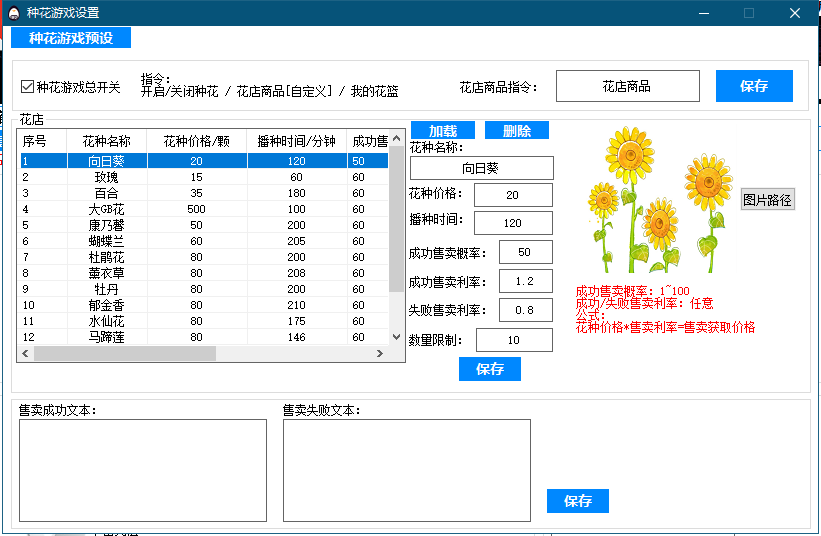 种花游戏设置
种花游戏预设
种花游戏总开关
指令:
开启/关闭种花 / 花店商品[自定义] / 我的花篮
花店商品指令:
花店商品
保存
花店
序号 花种名称 花种价格/颗 播种时间/分钟 成功售
1 向日葵 20 120 50
2 玫瑰 15 60 60
3 百合 35 180 60
4 大GB花 500 100 60
5 康乃馨 50 200 60
6 蝴蝶兰 60 205 60
7 杜鹃花 80 200 60
8 薰衣草 80 208 60
9 牡丹 80 200 60
10 郁金香 80 210 60
11 水仙花 80 175 60
12 马蹄莲 80 146 60
加载 删除
花种名称:
向日葵
花种价格: 20
播种时间: 120
成功售卖概率: 50
成功售卖利率: 1.2
失败售卖利率: 0.8
数量限制: 10
保存
图片路径
成功售卖概率: 1~100
成功/失败售卖利率: 任意
公式:
花种价格*售卖利率=售卖获取价格
售卖成功文本:
售卖失败文本:
保存